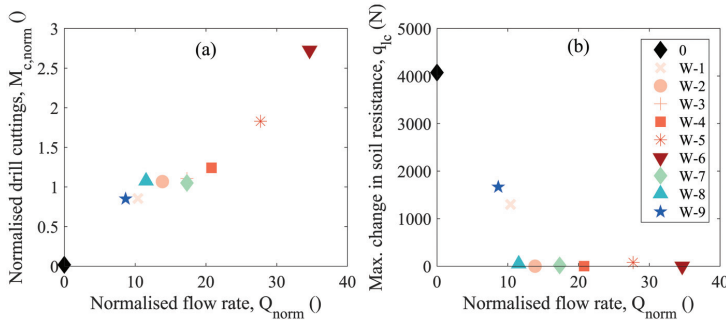 Normalised drill cuttings, M_c,norm ()
3
2.5
2
1.5
1
0.5
0
(a)
0 10 20 30 40
Normalised flow rate, Q_norm ()
Max. change in soil resistance, q_lc (N)
5000
4000
3000
2000
1000
0
(b)
0
W-1
W-2
W-3
W-4
W-5
W-6
W-7
W-8
W-9
0 10 20 30 40
Normalised flow rate, Q_norm ()